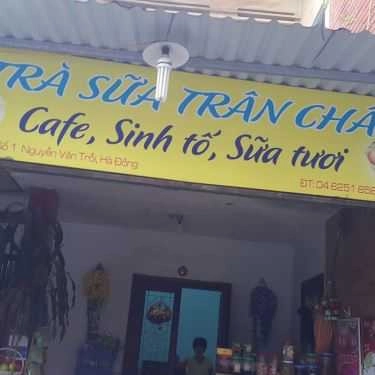 TRÀ SỮA TRÂN CHÂ
Cafe, Sinh tố, Sữa tươi
Số 1 Nguyễn Văn Trỗi, Hà Đông
ĐT: 04 6251 656